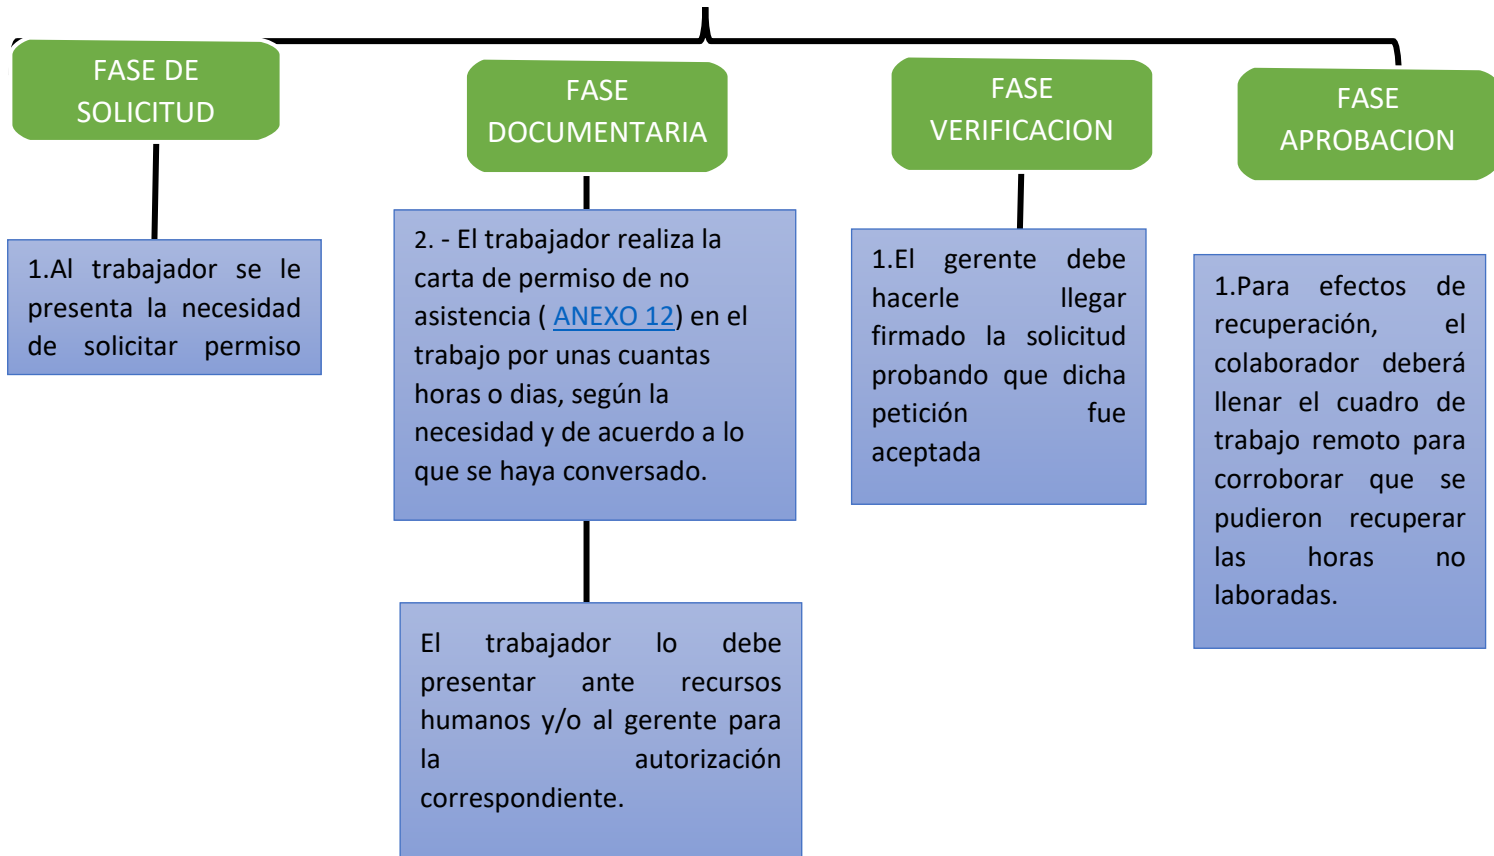 FASE DE
SOLICITUD
1.Al trabajador se le
presenta la necesidad
de solicitar permiso
FASE
DOCUMENTARIA
2. - El trabajador realiza la
carta de permiso de no
asistencia ( ANEXO 12) en el
trabajo por unas cuantas
horas o dias, según la
necesidad y de acuerdo a lo
que se haya conversado.
El trabajador lo debe
presentar ante recursos
humanos y/o al gerente para
la autorización
correspondiente.
FASE
VERIFICACION
1.El gerente debe
hacerle llegar
firmado la solicitud
probando que dicha
petición fue
aceptada
FASE
APROBACION
1.Para efectos de
recuperación, el
colaborador deberá
llenar el cuadro de
trabajo remoto para
corroborar que se
pudieron recuperar
las horas no
laboradas.